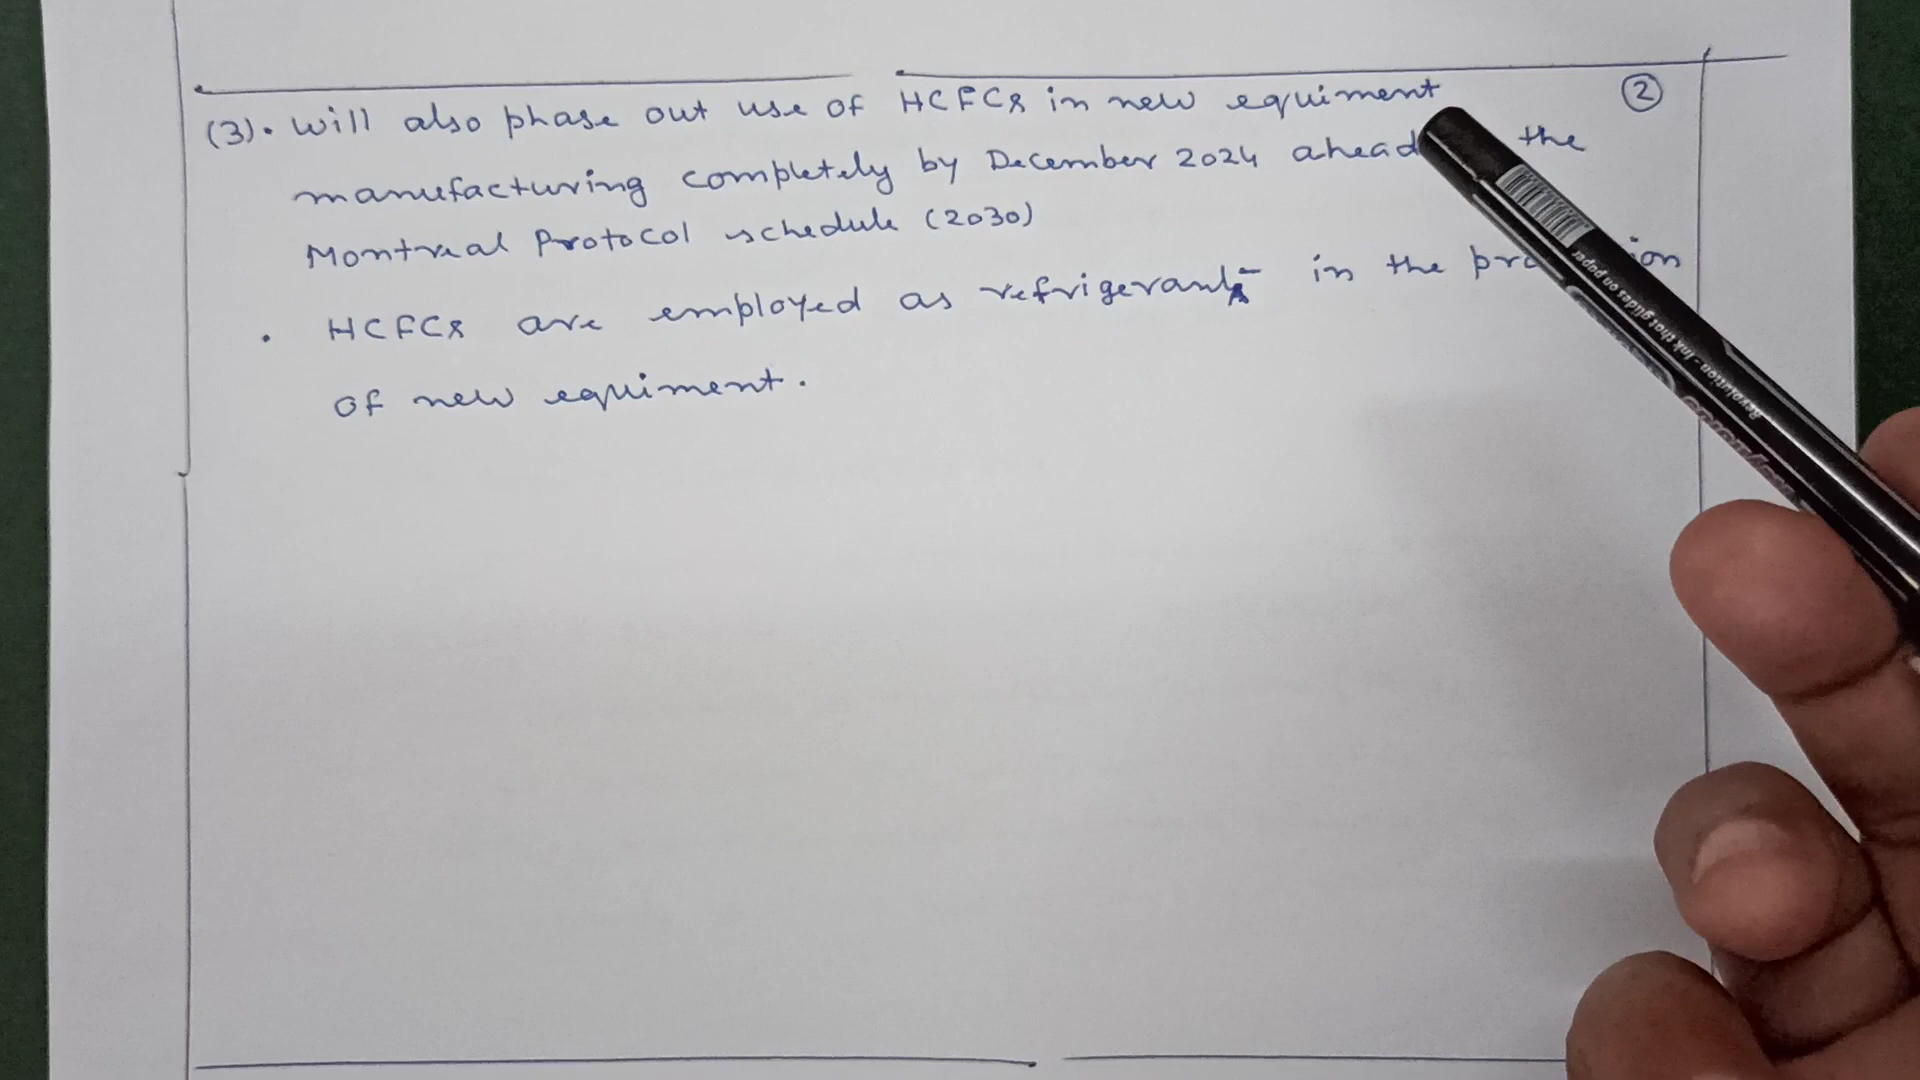 (3). will also phase out use of HCFCs in new equiment
②
manufacturing completely by December 2024 ahead the
Montreal Protocol schedule (2030)
. HCFCs are employed as refrigerants in the
of new equiment.
Revolution - Ink that glides on paper